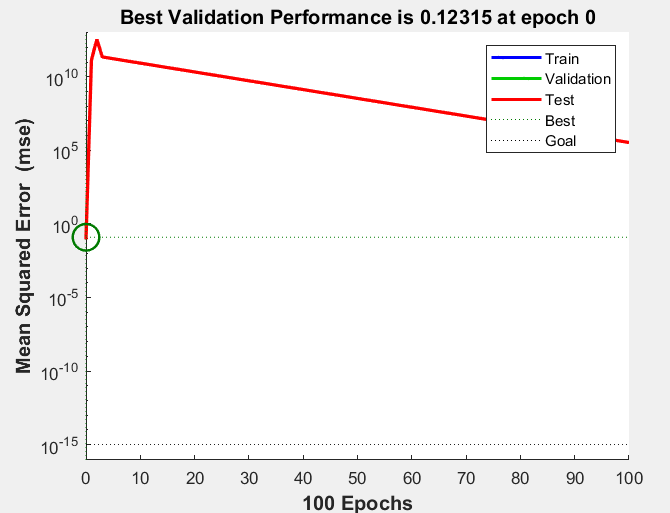 Best Validation Performance is 0.12315 at epoch 0
Mean Squared Error (mse)
10^10
10^5
10^0
10^-5
10^-10
10^-15
Train
Validation
Test
Best
Goal
0 10 20 30 40 50 60 70 80 90 100
100 Epochs